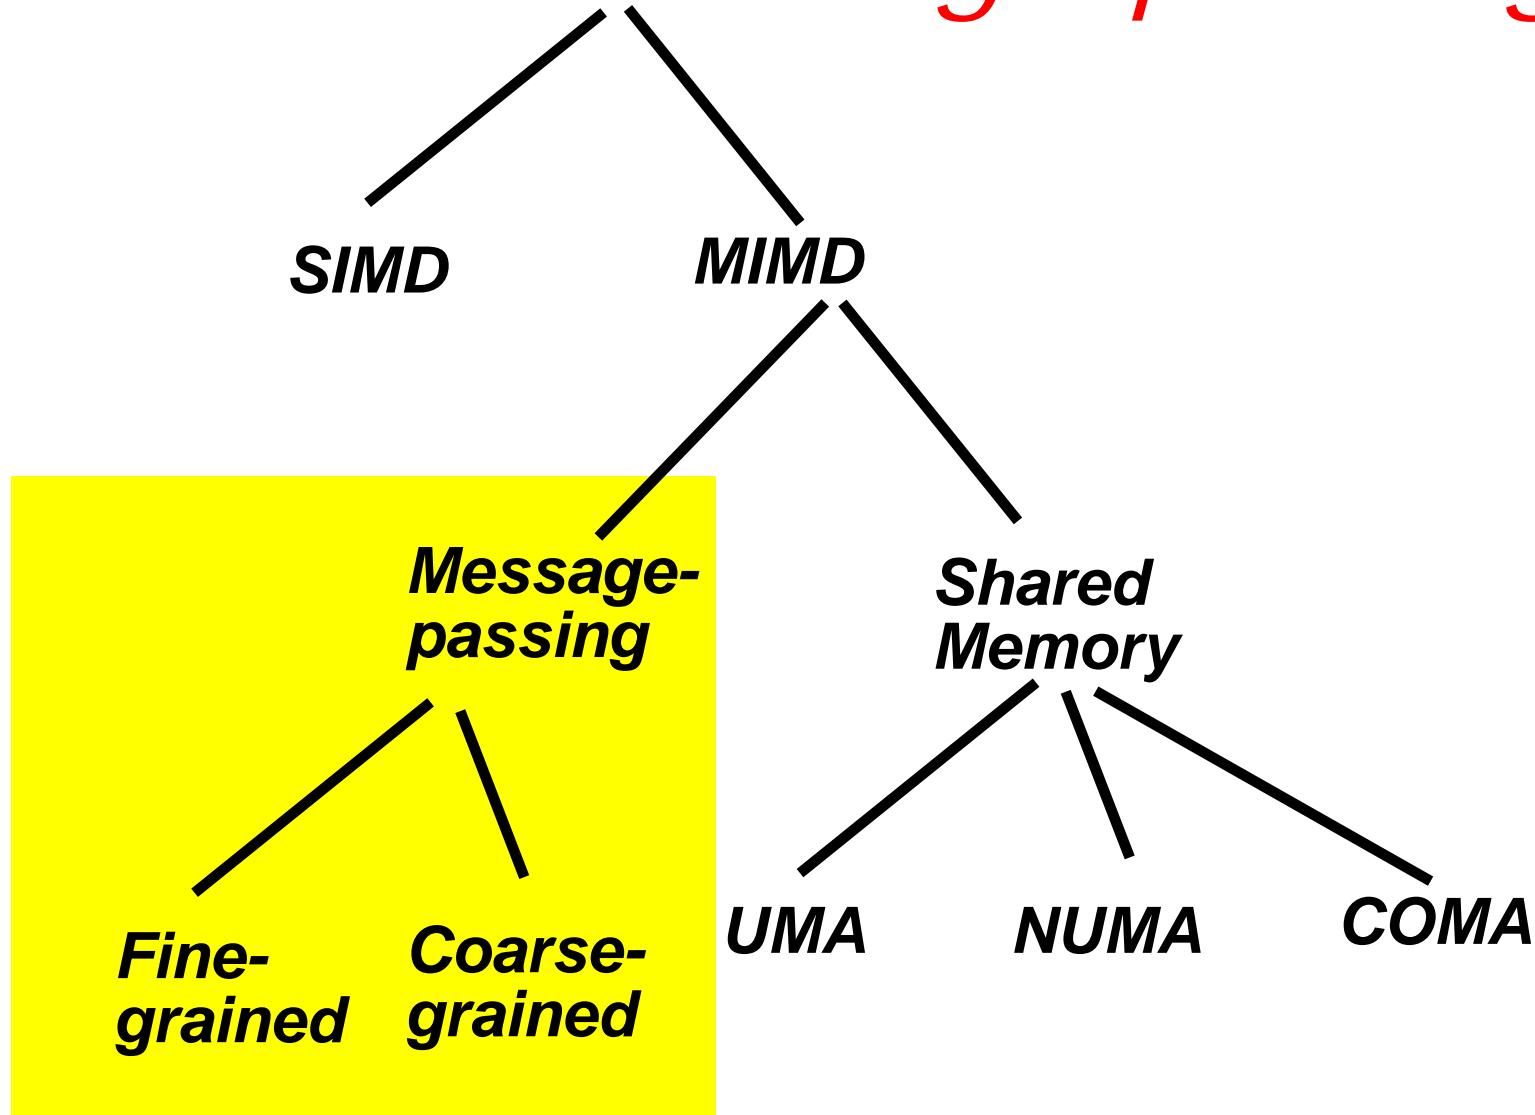 SIMD
MIMD
Message-
passing
Shared
Memory
Fine-
grained
Coarse-
grained
UMA
NUMA
COMA